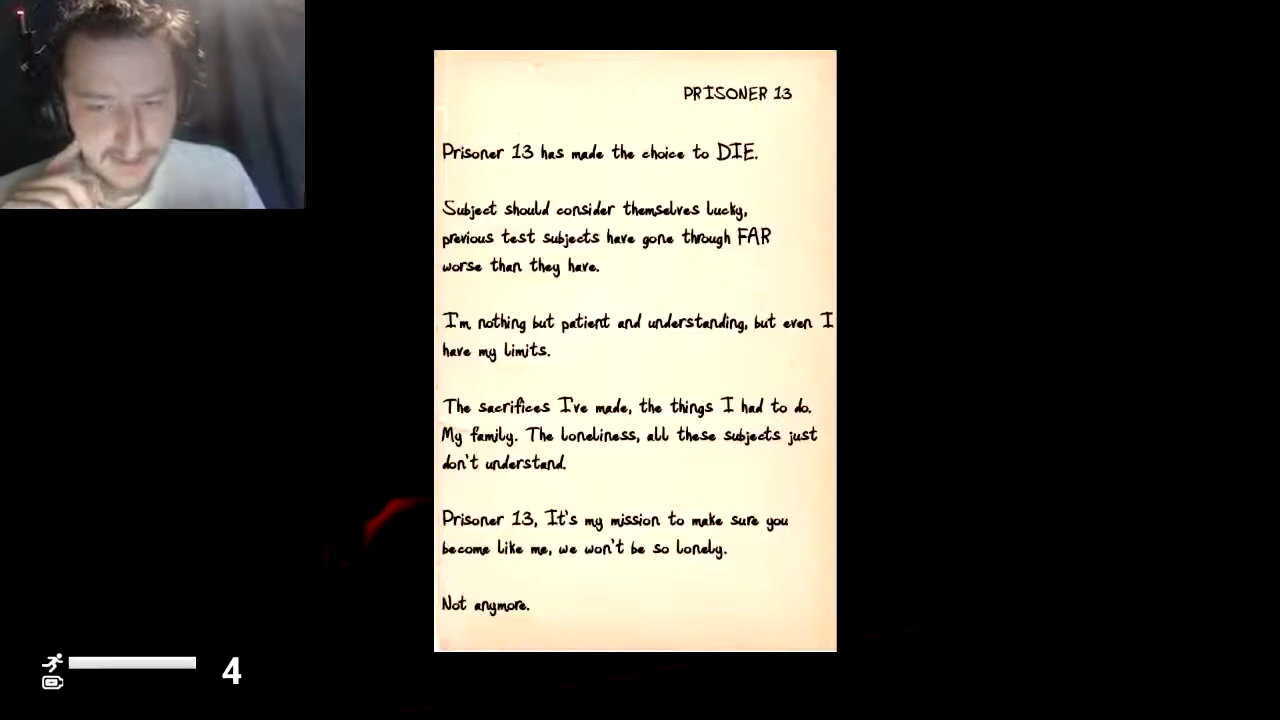 PRISONER 13
Prisoner 13 has made the choice to DIE.
Subject should consider themselves lucky,
previous test subjects have gone through FAR
worse than they have.
I'm nothing but patient and understanding, but even I
have my limits.
The sacrifices I've made, the things I had to do.
My family. The loneliness, all these subjects just
don't understand.
Prisoner 13, It's my mission to make sure you
become like me, we won't be so lonely.
Not anymore.
4